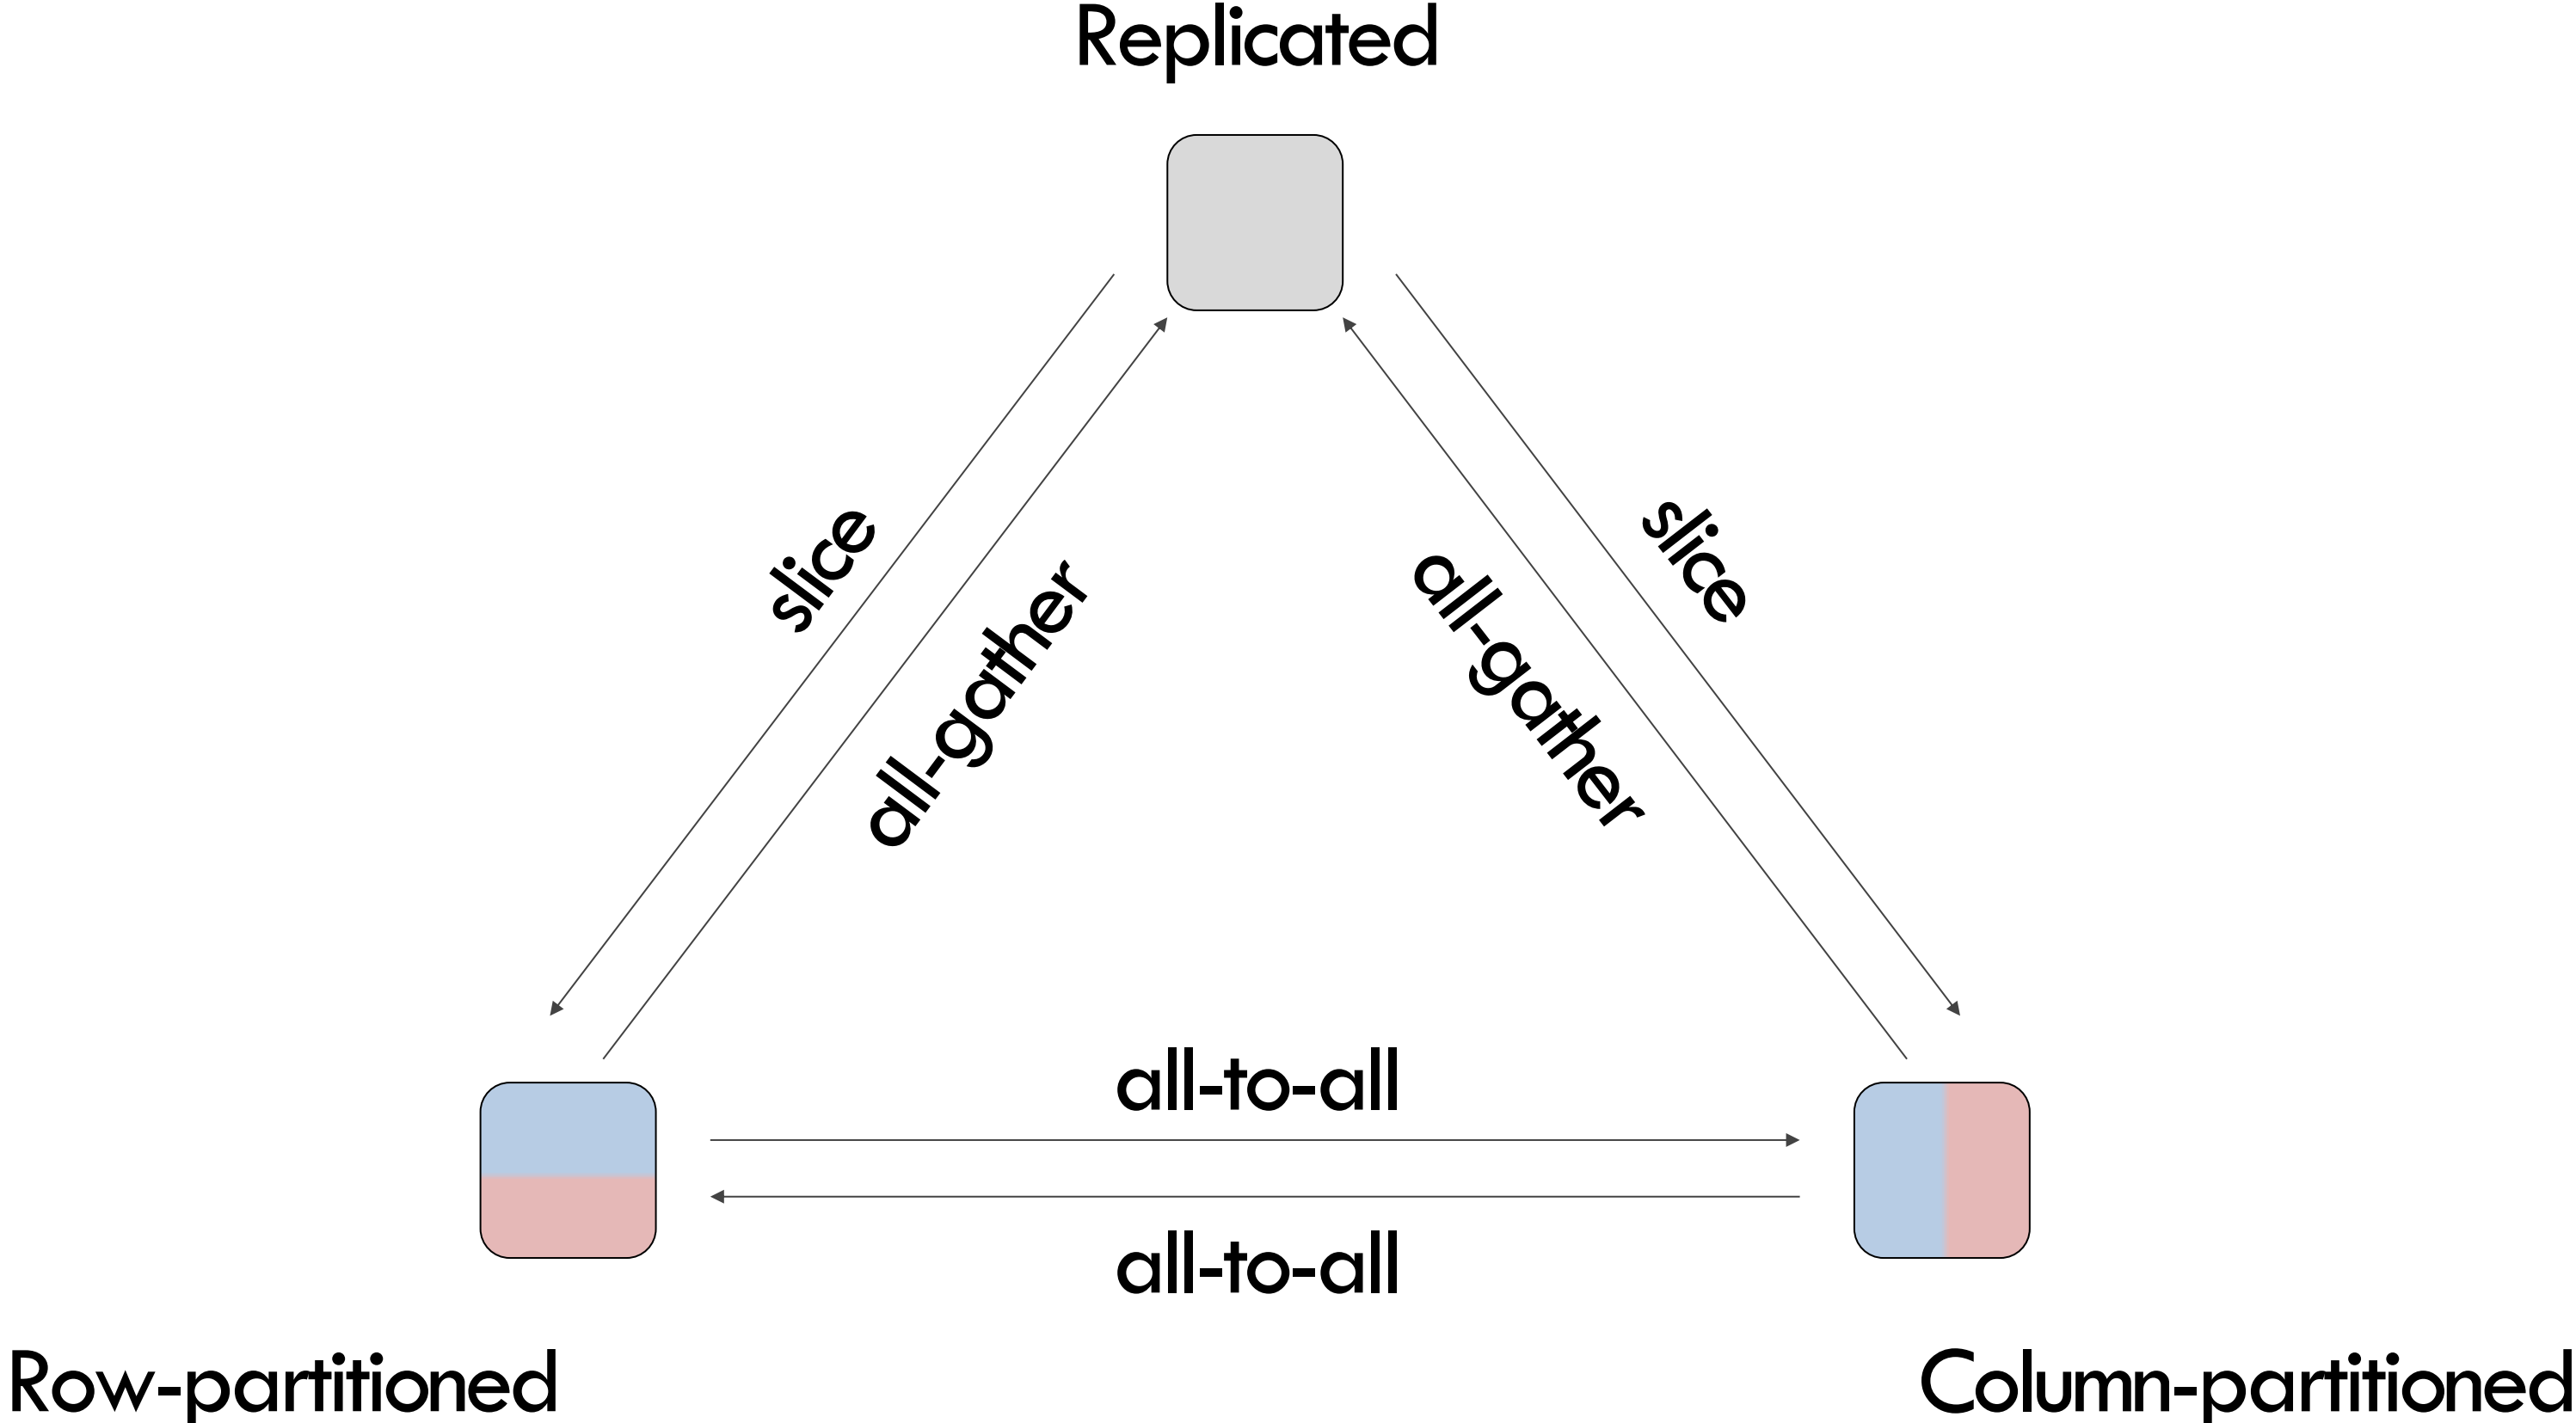 Replicated
slice
slice
all-gather
all-gather
all-to-all
all-to-all
Row-partitioned
Column-partitioned